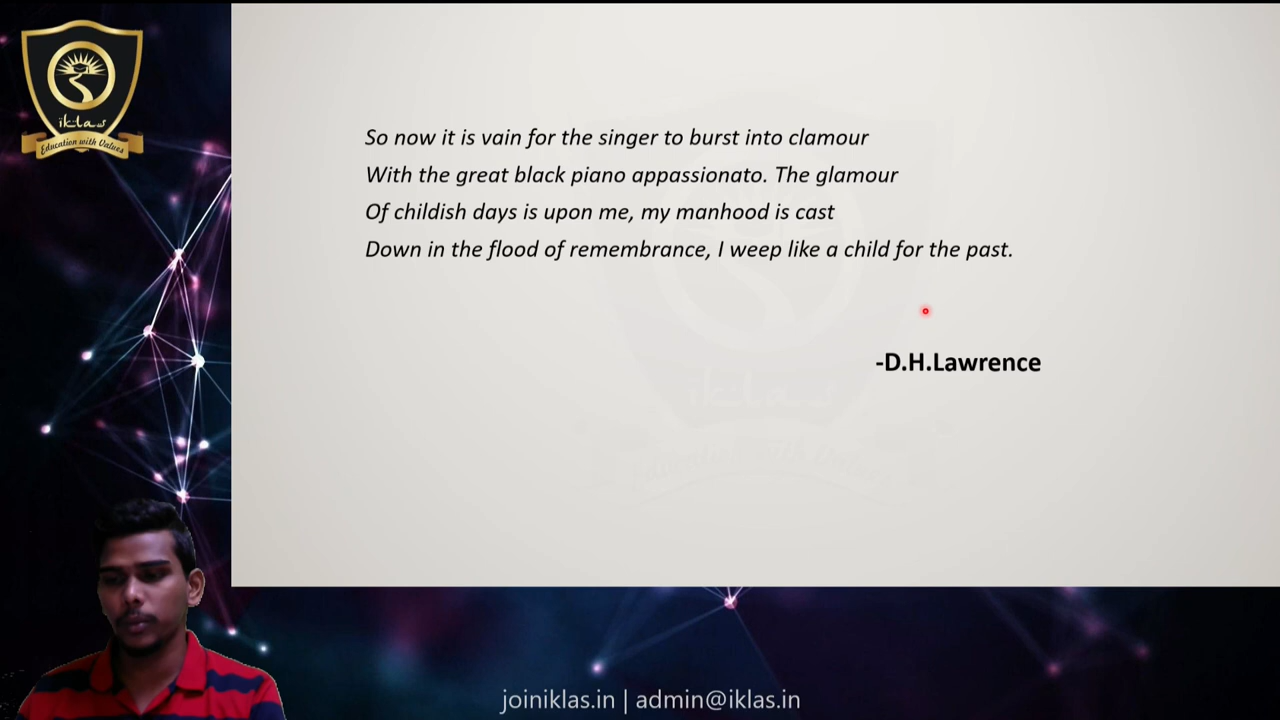 iklas
Education with Values
So now it is vain for the singer to burst into clamour
With the great black piano appassionato. The glamour
Of childish days is upon me, my manhood is cast
Down in the flood of remembrance, I weep like a child for the past.
-D.H.Lawrence
iklas
joiniklas.in | admin@iklas.in